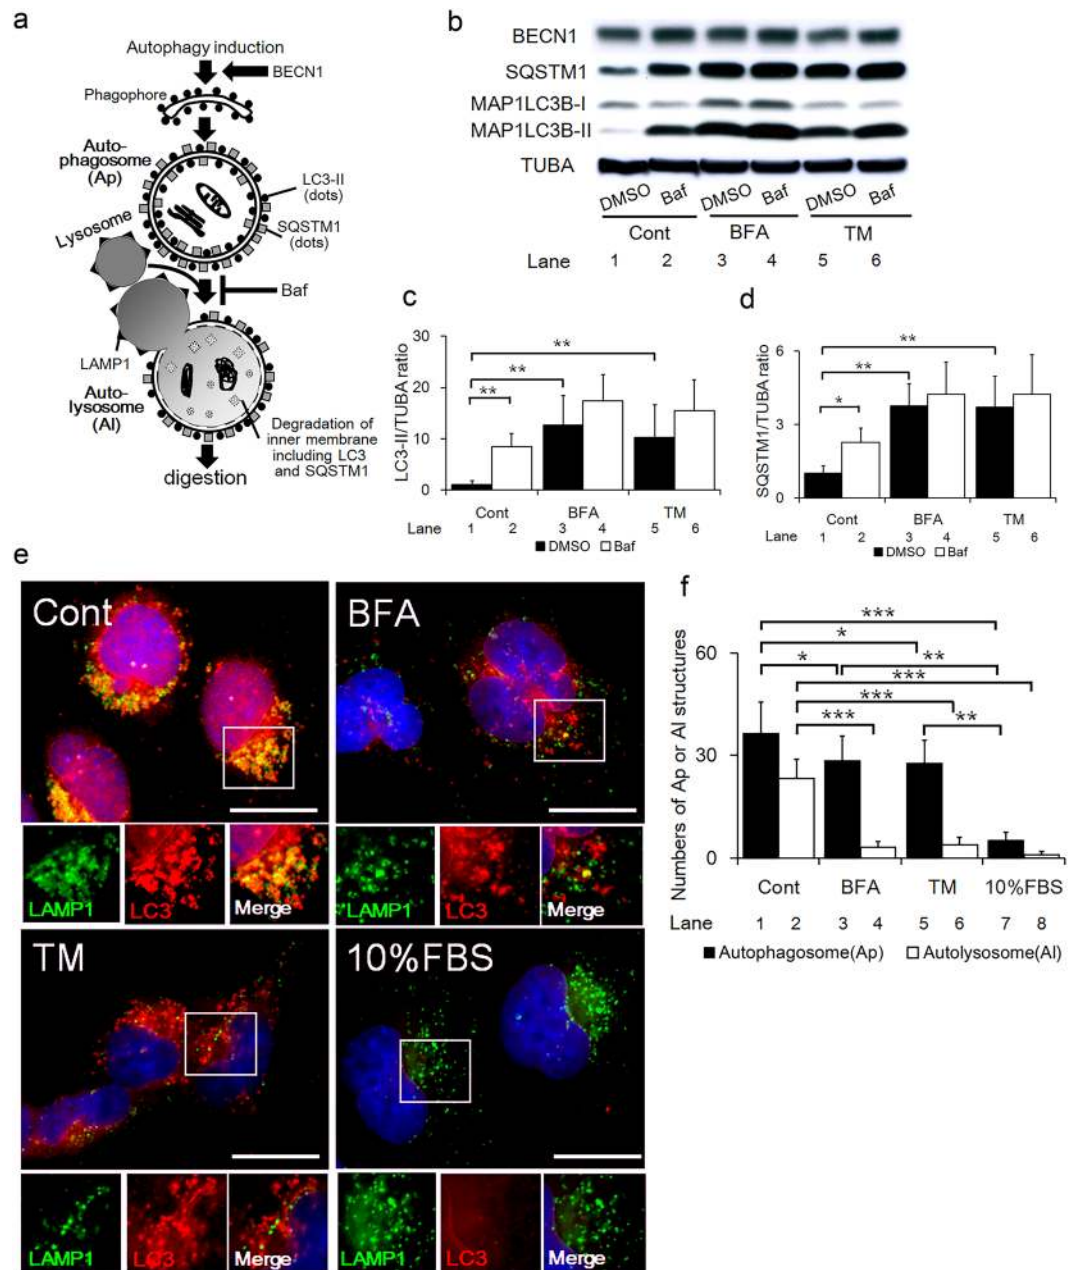 a
Autophagy induction
BECN1
Phagophore
Auto-
phagosome
(Ap)
LC3-II
(dots)
SQSTM1
(dots)
Lysosome
Baf
LAMP1
Auto-
lysosome
(Al)
Degradation of
inner membrane
including LC3
and SQSTM1
digestion
b
BECN1
SQSTM1
MAP1LC3B-I
MAP1LC3B-II
TUBA
DMSO Baf DMSO Baf DMSO Baf
Cont BFA TM
Lane 1 2 3 4 5 6
c
LC3-II/TUBA ratio
30
20
10
0
**
**
**
Cont BFA TM
Lane 1 2 3 4 5 6
DMSO Baf
d
SQSTM1/TUBA ratio
6
3
0
**
**
*
Cont BFA TM
Lane 1 2 3 4 5 6
DMSO Baf
e
Cont
LAMP1 LC3 Merge
BFA
LAMP1 LC3 Merge
TM
LAMP1 LC3 Merge
10%FBS
LAMP1 LC3 Merge
f
Numbers of Ap or Al structures
60
30
0
***
*
* **
***
***
*** **
Cont BFA TM 10%FBS
Lane 1 2 3 4 5 6 7 8
Autophagosome(Ap) Autolysosome(Al)